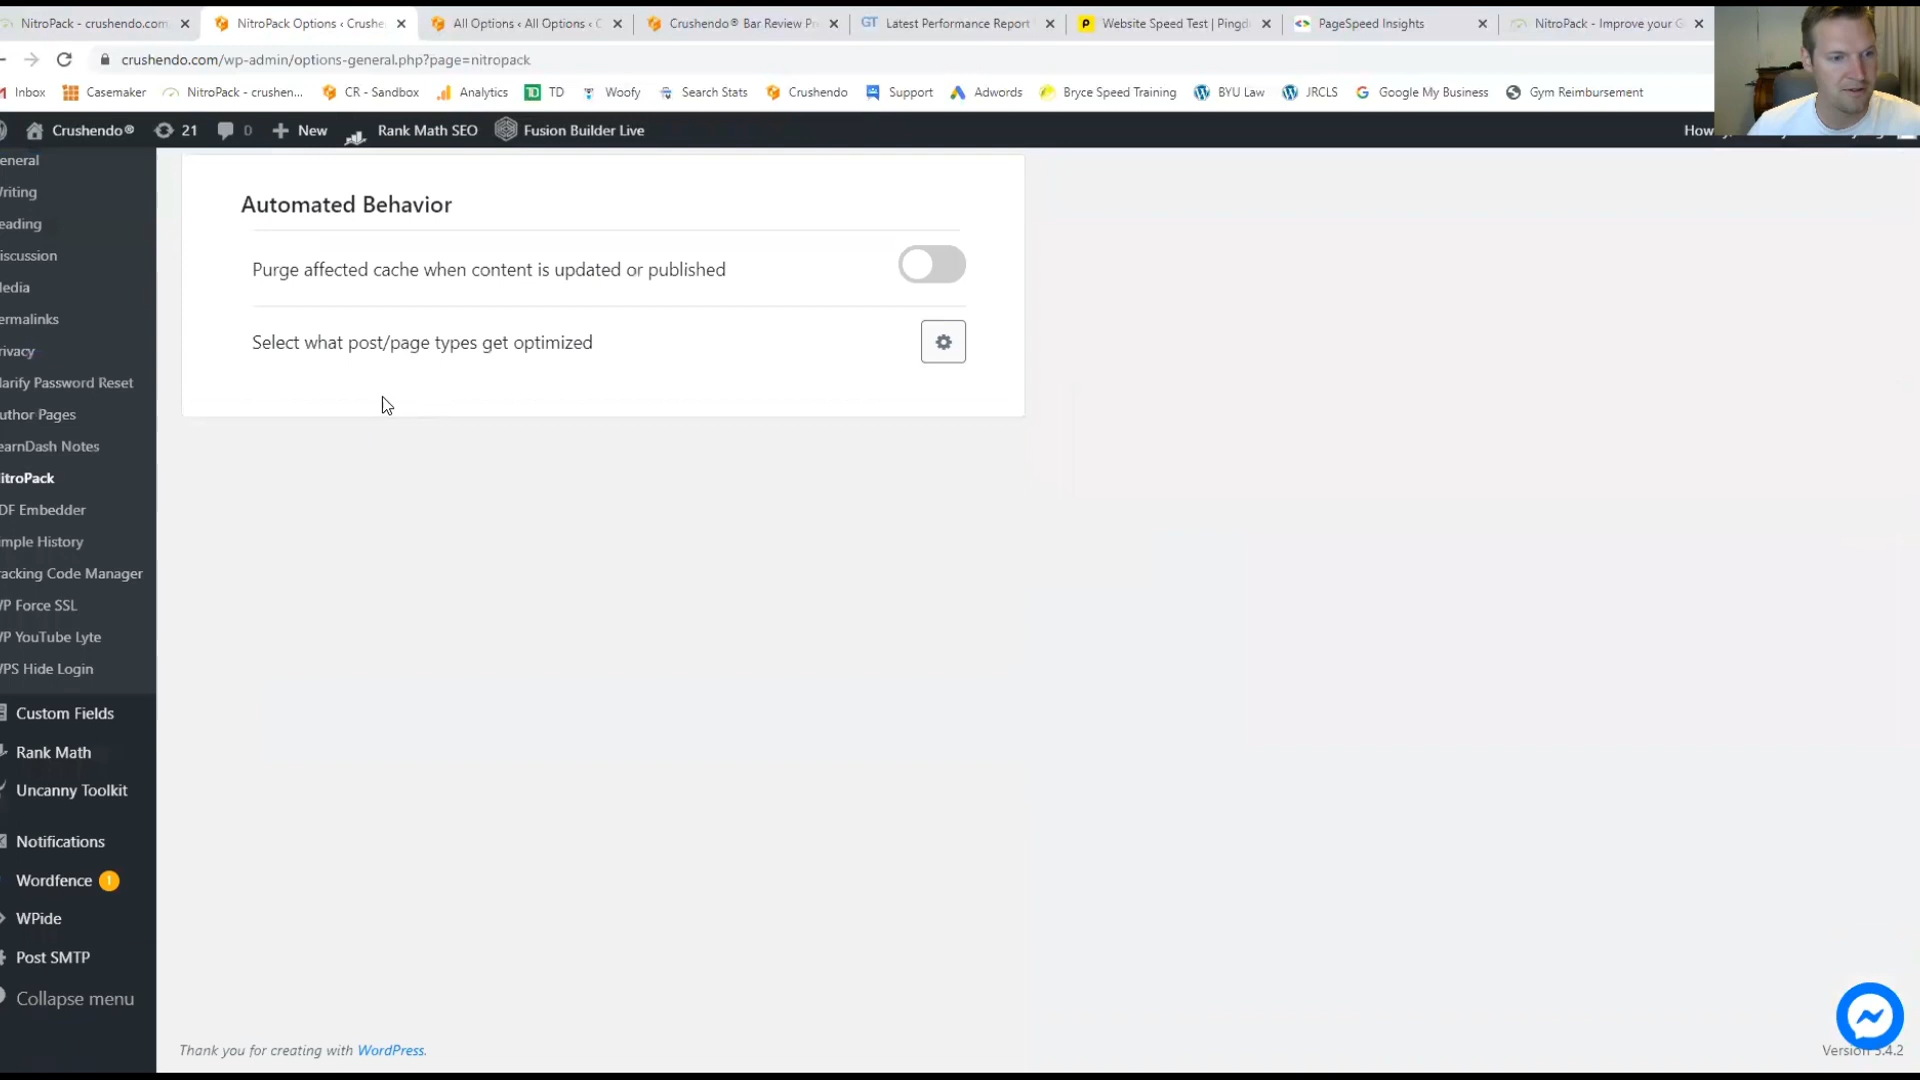 NitroPack - crushendo.com
NitroPack Options ‹ Crushe
All Options ‹ All Options ‹ C
Crushendo® Bar Review Pr
GT Latest Performance Report
Website Speed Test | Pingd
PageSpeed Insights
NitroPack - Improve your G
crushendo.com/wp-admin/options-general.php?page=nitropack
Inbox
Casemaker
NitroPack - crushen...
CR - Sandbox
Analytics
TD
Woofy
Search Stats
Crushendo
Support
Adwords
Bryce Speed Training
BYU Law
JRCLS
Google My Business
Gym Reimbursement
Crushendo®
21
0
New
Rank Math SEO
Fusion Builder Live
How
eneral
riting
eading
iscussion
edia
ermalinks
rivacy
larify Password Reset
uthor Pages
earnDash Notes
itroPack
DF Embedder
imple History
racking Code Manager
P Force SSL
P YouTube Lyte
PS Hide Login
Custom Fields
Rank Math
Uncanny Toolkit
Notifications
Wordfence 1
WPide
Post SMTP
Collapse menu
Automated Behavior
Purge affected cache when content is updated or published
Select what post/page types get optimized
Thank you for creating with WordPress.
Version 5.4.2